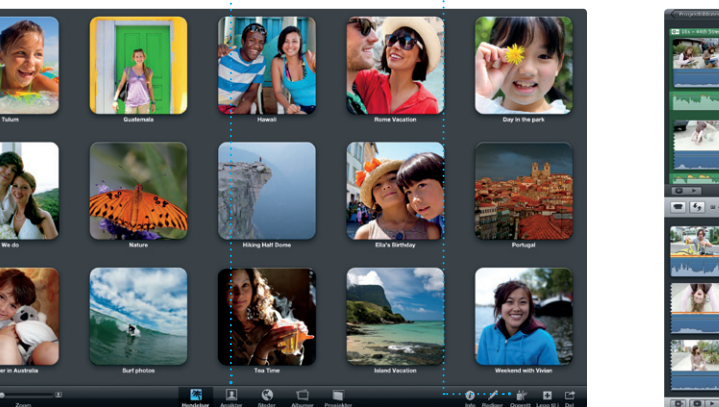 Tulum
Guatemala
Hawaii
Rome Vacation
Day in the park
We do
Nature
Hiking Half Dome
Ella's Birthday
Portugal
er in Australia
Surf photos
Tea Time
Island Vacation
Weekend with Vivian
Zoom
Hendelser
Ansikter
Steder
Albumer
Prosjekter
Info
Rediger
Opprett
Legg til i
Del